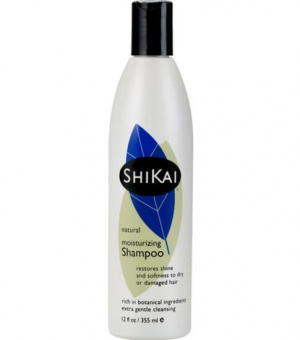 SHIKAI
natural
moisturizing
Shampoo
restores shine
and softness to dry
or damaged hair
rich in botanical ingredients
extra gentle cleansing
12 fl oz / 355 ml e